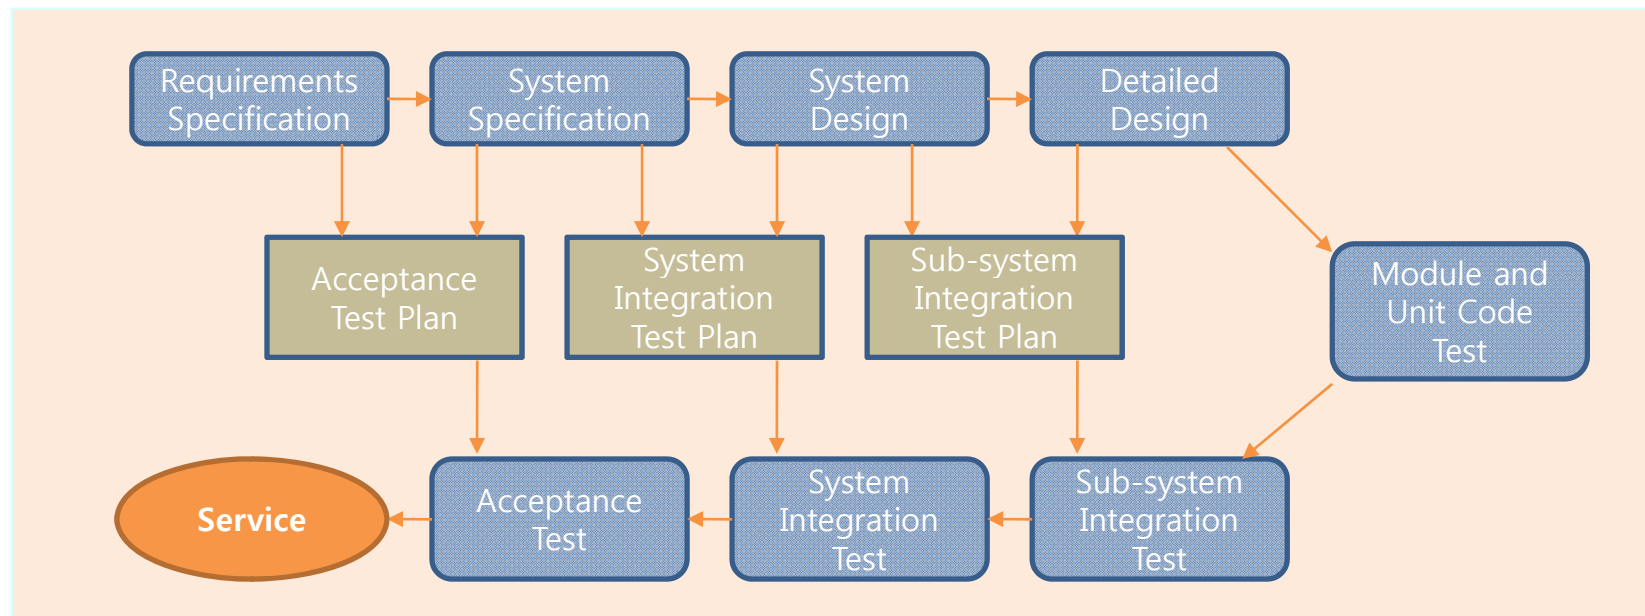 Requirements
Specification
System
Specification
System
Design
Detailed
Design
Acceptance
Test Plan
System
Integration
Test Plan
Sub-system
Integration
Test Plan
Module and
Unit Code
Test
Service
Acceptance
Test
System
Integration
Test
Sub-system
Integration
Test